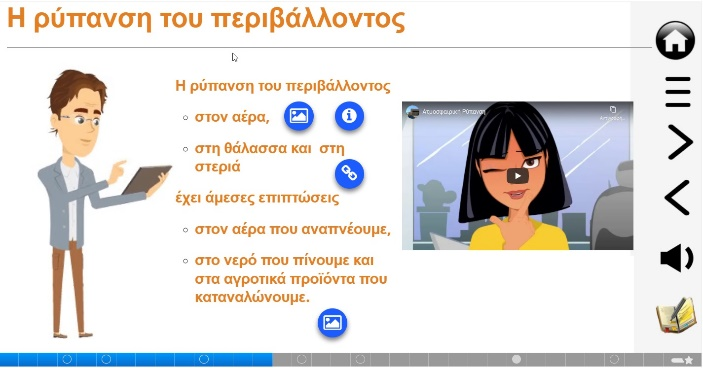 Η ρύπανση του περιβάλλοντος
Η ρύπανση του περιβάλλοντος
στον αέρα,
στη θάλασσα και στη
στεριά
έχει άμεσες επιπτώσεις
στον αέρα που αναπνέουμε,
στο νερό που πίνουμε και
στα αγροτικά προϊόντα που
καταναλώνουμε.
Ατμοσφαιρική Ρύπανση